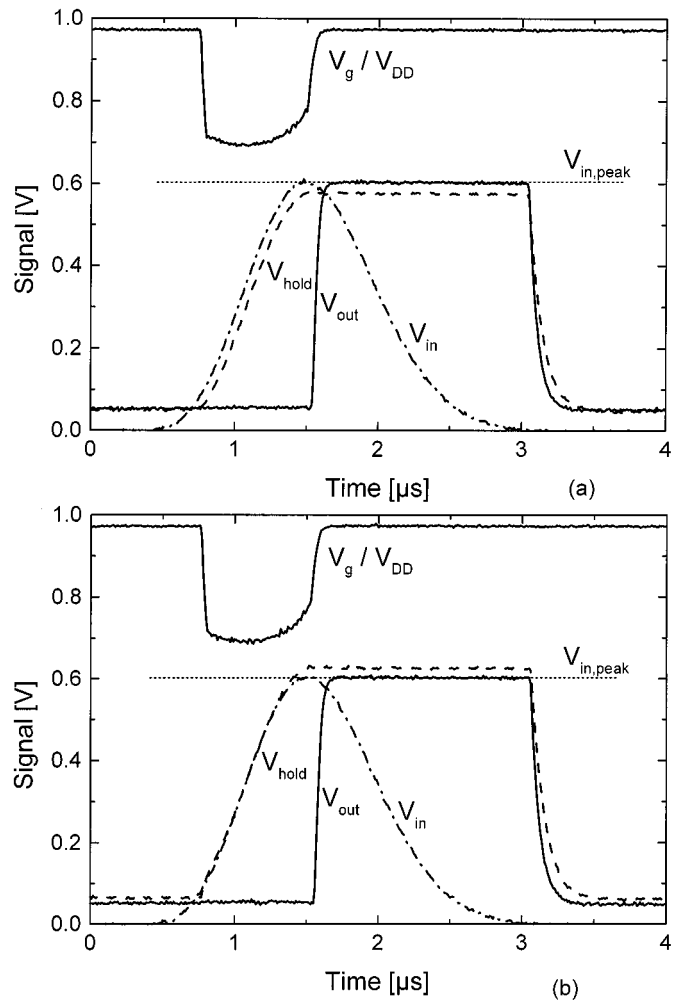 1.0
V_g / V_DD
0.8
V_in,peak
0.6
Signal [V]
0.4
V_hold
V_out
V_in
0.2
0.0
0 1 2 3 4
Time [µs]
(a)
1.0
V_g / V_DD
0.8
V_in,peak
0.6
Signal [V]
V_hold
0.4
V_out
V_in
0.2
0.0
0 1 2 3 4
Time [µs]
(b)